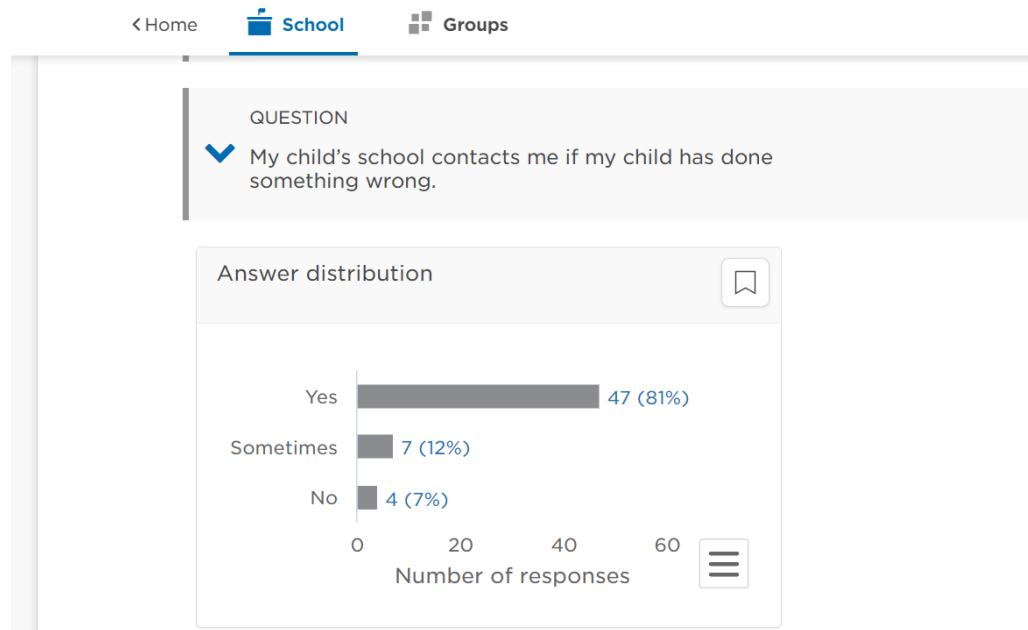 Home School Groups
QUESTION
My child’s school contacts me if my child has done
something wrong.
Answer distribution
Yes 47 (81%)
Sometimes 7 (12%)
No 4 (7%)
0 20 40 60
Number of responses